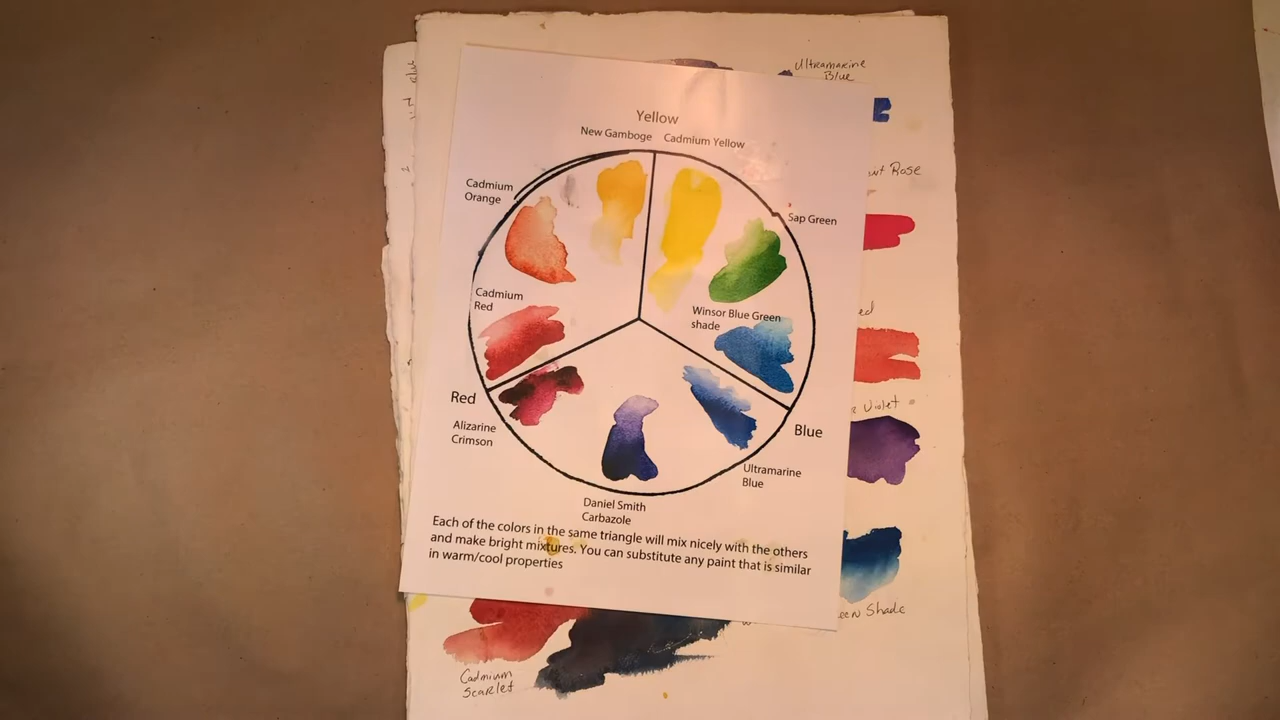 Ultramarine
Blue
Yellow
New Gamboge Cadmium Yellow
Rose
Cadmium
Orange
Sap Green
Cadmium
Red
Winsor Blue Green
shade
Red
Violet
Alizarine
Crimson
Blue
Ultramarine
Blue
Daniel Smith
Carbazole
Each of the colors in the same triangle will mix nicely with the others
and make bright mixtures. You can substitute any paint that is similar
in warm/cool properties
Shade
Cadmium
Scarlet